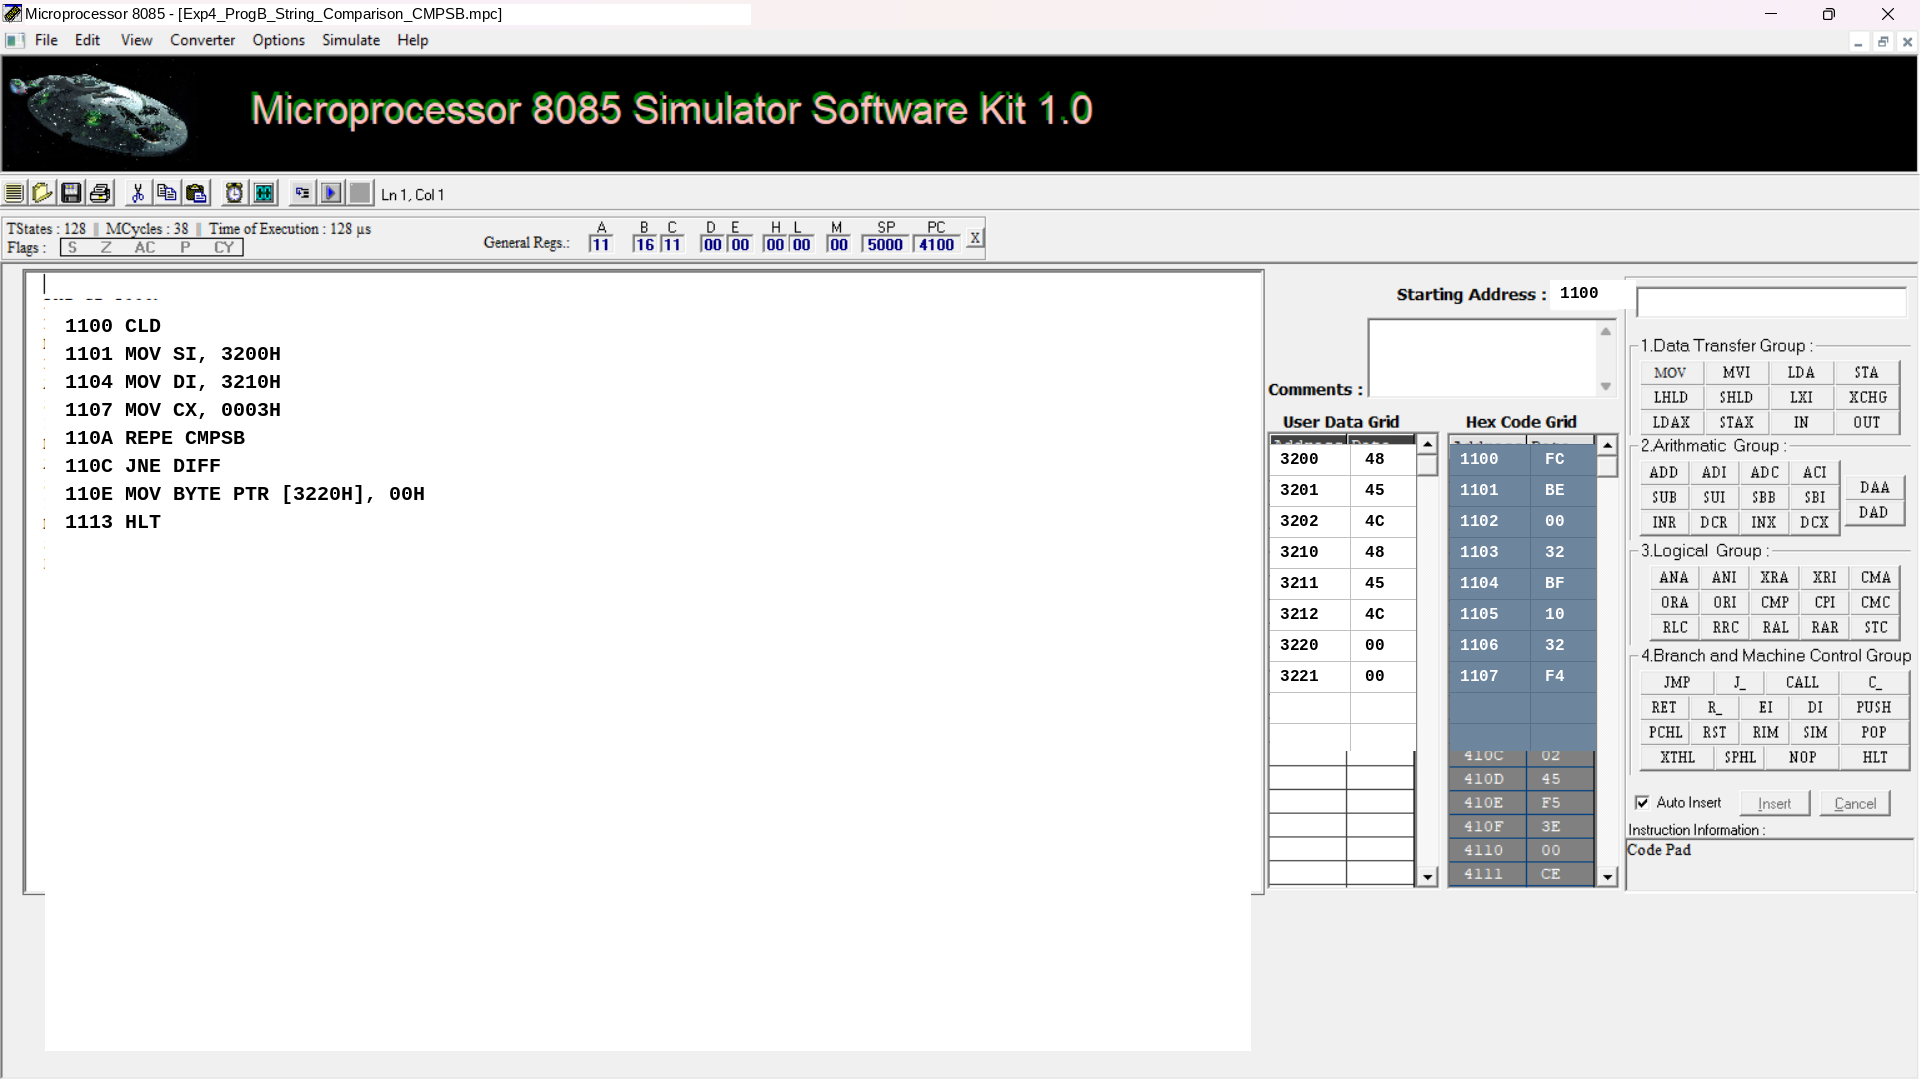 Microprocessor 8085 - [Exp4_ProgB_String_Comparison_CMPSB.mpc]
File Edit View Converter Options Simulate Help
Microprocessor 8085 Simulator Software Kit 1.0
Ln 1, Col 1
TStates : 128 || MCycles : 38 || Time of Execution : 128 µs
Flags : S Z AC P CY
General Regs.:
A B C D E H L M SP PC
11 16 11 00 00 00 00 00 5000 4100 X
1100 CLD
1101 MOV SI, 3200H
1104 MOV DI, 3210H
1107 MOV CX, 0003H
110A REPE CMPSB
110C JNE DIFF
110E MOV BYTE PTR [3220H], 00H
1113 HLT
Starting Address : 1100
Comments :
User Data Grid
3200 48
3201 45
3202 4C
3210 48
3211 45
3212 4C
3220 00
3221 00
Hex Code Grid
1100 FC
1101 BE
1102 00
1103 32
1104 BF
1105 10
1106 32
1107 F4
410C 02
410D 45
410E F5
410F 3E
4110 00
4111 CE
1.Data Transfer Group :
MOV MVI LDA STA
LHLD SHLD LXI XCHG
LDAX STAX IN OUT
2.Arithmatic Group :
ADD ADI ADC ACI
SUB SUI SBB SBI
INR DCR INX DCX
DAA
DAD
3.Logical Group :
ANA ANI XRA XRI CMA
ORA ORI CMP CPI CMC
RLC RRC RAL RAR STC
4.Branch and Machine Control Group
JMP J_ CALL C_
RET R_ EI DI PUSH
PCHL RST RIM SIM POP
XTHL SPHL NOP HLT
Auto Insert Insert Cancel
Instruction Information :
Code Pad